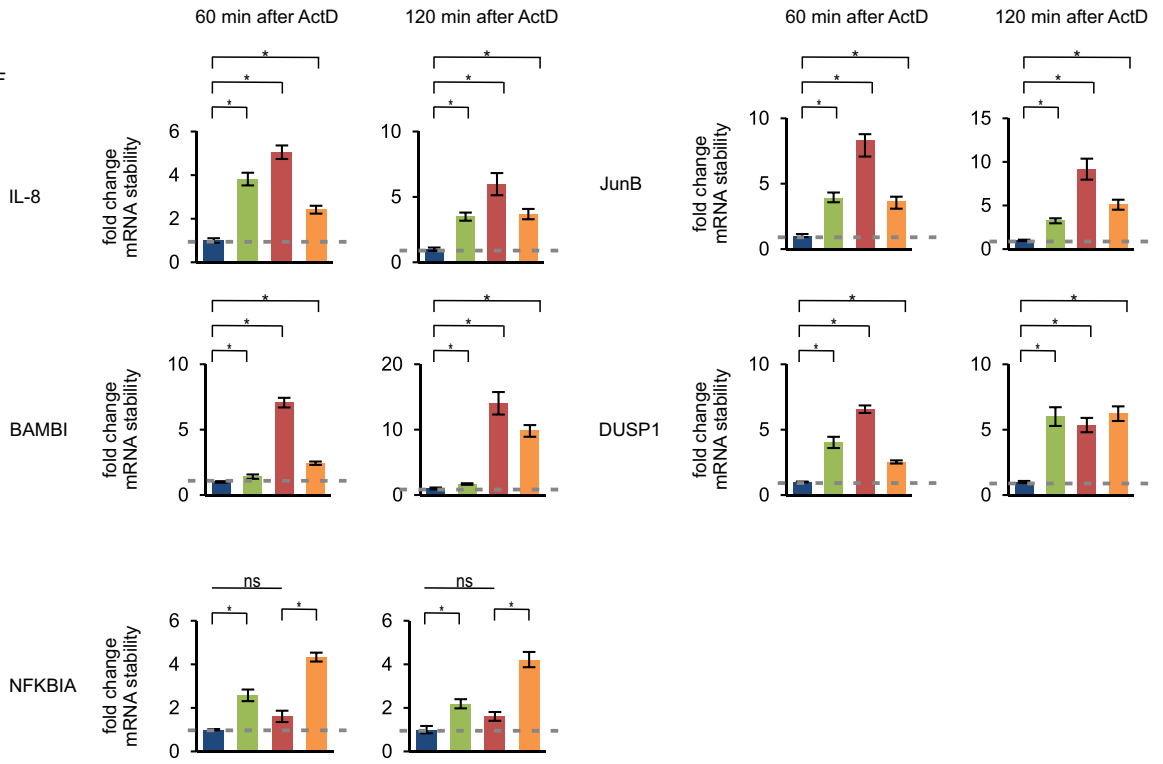 60 min after ActD
120 min after ActD
60 min after ActD
120 min after ActD
F
IL-8
fold change
mRNA stability
*
*
*
6
4
2
0
*
*
*
10
5
0
JunB
fold change
mRNA stability
*
*
*
10
5
0
*
*
*
15
10
5
0
BAMBI
fold change
mRNA stability
*
*
*
10
5
0
*
*
*
20
10
0
DUSP1
fold change
mRNA stability
*
*
*
10
5
0
*
*
*
10
5
0
NFKBIA
fold change
mRNA stability
ns
*
*
6
4
2
0
ns
*
*
6
4
2
0